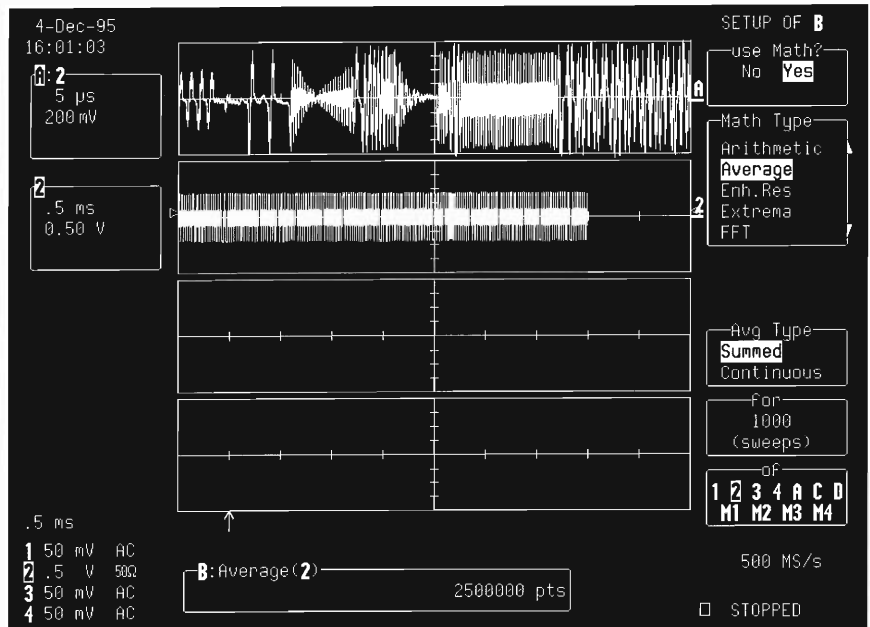 4-Dec-95
16:01:03
A:2
5 µs
200mV
2
.5 ms
0.50 V
A
2
SETUP OF B
use Math?
No Yes
Math Type
Arithmetic
Average
Enh.Res
Extrema
FFT
Avg Type
Summed
Continuous
for
1000
(sweeps)
of
1 2 3 4 A C D
M1 M2 M3 M4
.5 ms
1 50 mV AC
2 .5 V 50Ω
3 50 mV AC
4 50 mV AC
B:Average(2)
2500000 pts
500 MS/s
□ STOPPED